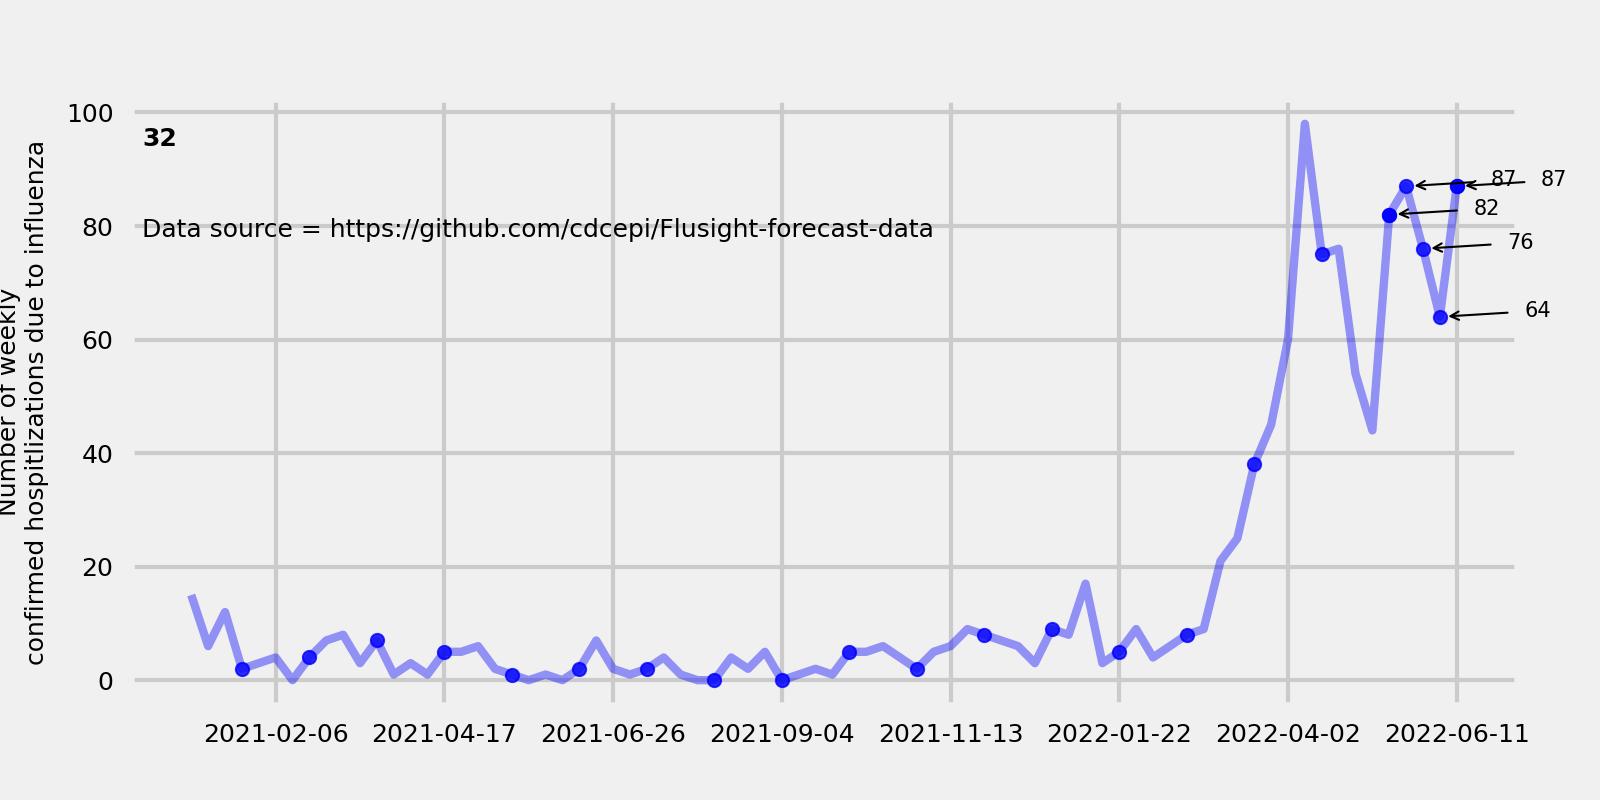 100
32
87 87
82
80
Data source = https://github.com/cdcepi/Flusight-forecast-data
76
64
60
40
20
0
Number of weekly
confirmed hospitlizations due to influenza
2021-02-06 2021-04-17 2021-06-26 2021-09-04 2021-11-13 2022-01-22 2022-04-02 2022-06-11